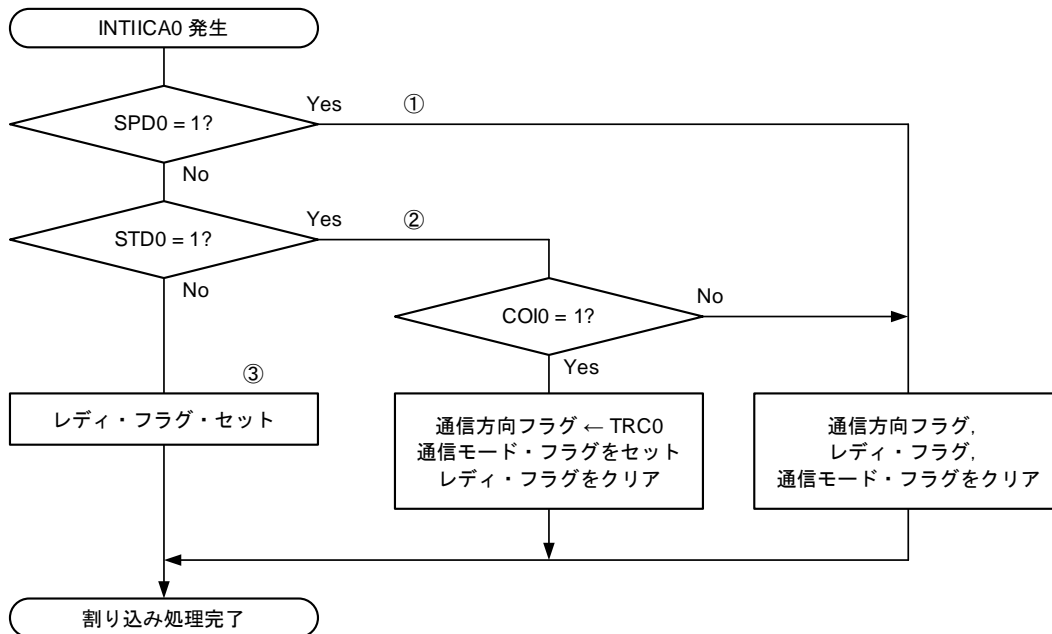 INTIICA0 発生
Yes
①
SPD0 = 1?
No
Yes
②
STD0 = 1?
No
No
COI0 = 1?
Yes
③
レディ・フラグ・セット
通信方向フラグ ← TRC0
通信モード・フラグをセット
レディ・フラグをクリア
通信方向フラグ,
レディ・フラグ,
通信モード・フラグをクリア
割り込み処理完了